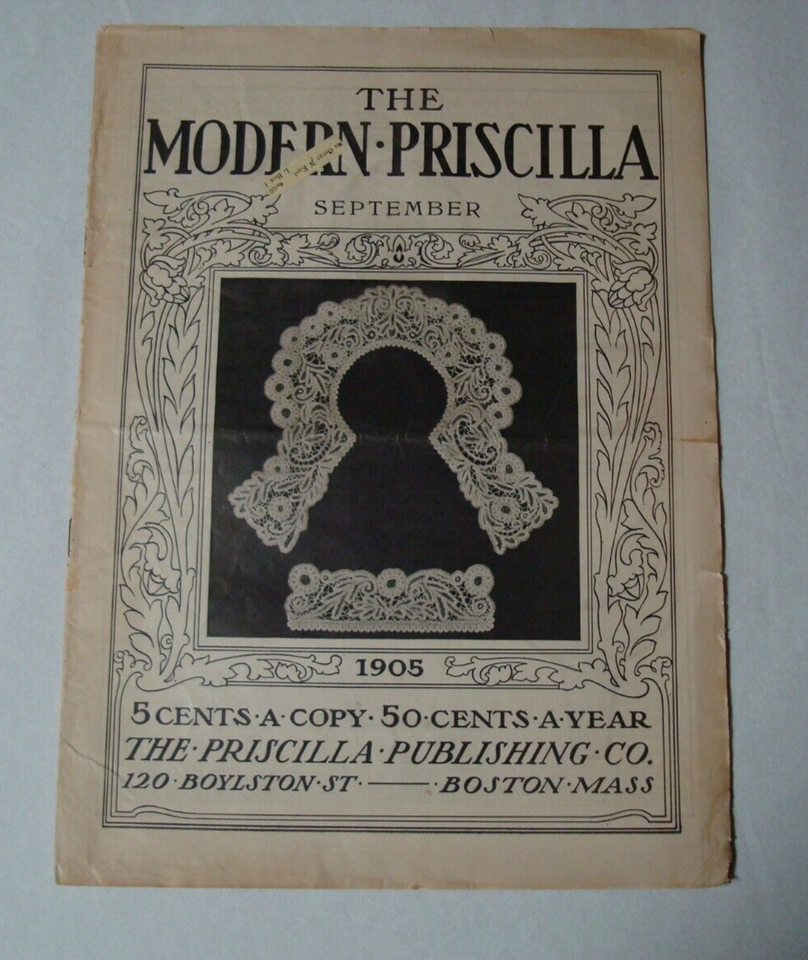 THE
MODERN·PRISCILLA
SEPTEMBER
1905
5 CENTS·A·COPY·50·CENTS·A·YEAR
THE·PRISCILLA·PUBLISHING·CO.
120·BOYLSTON·ST·——·BOSTON·MASS